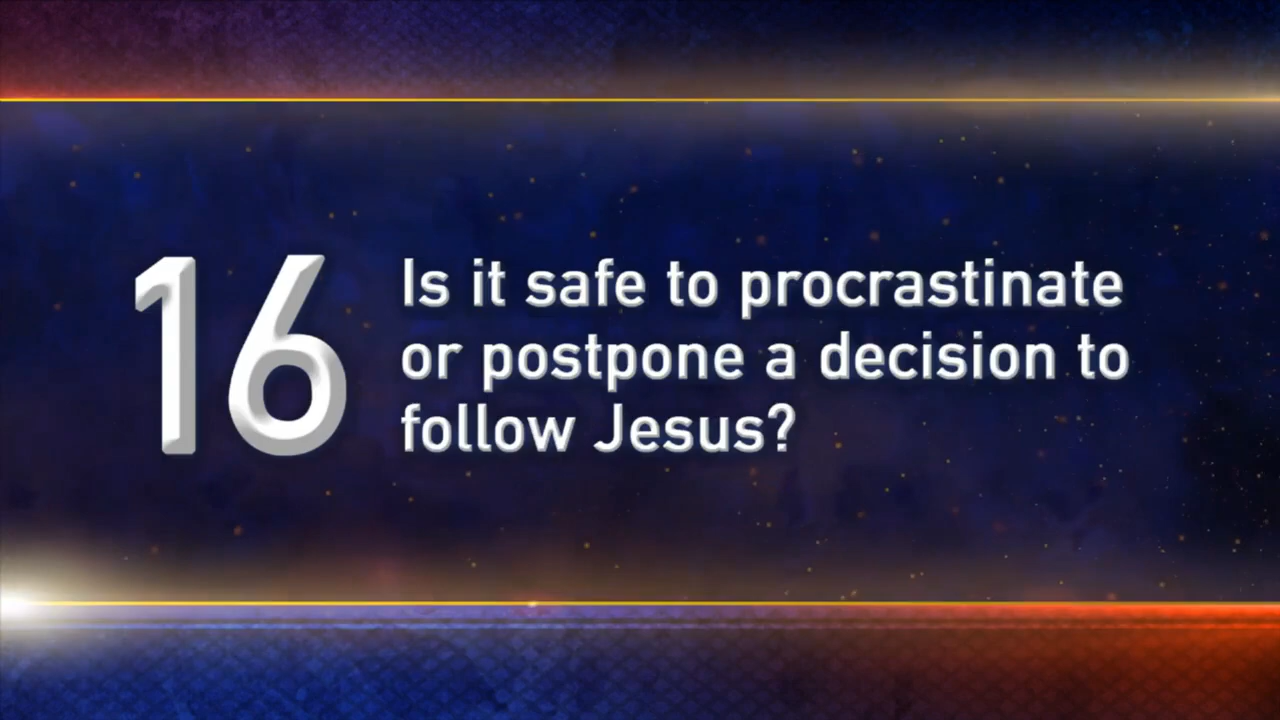 16
Is it safe to procrastinate
or postpone a decision to
follow Jesus?